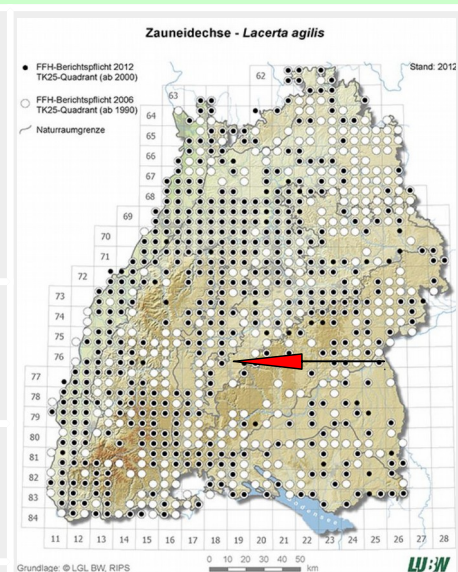 Zauneidechse - Lacerta agilis
FFH-Berichtspflicht 2012
TK25-Quadrant (ab 2000)
FFH-Berichtspflicht 2006
TK25-Quadrant (ab 1990)
Naturraumgrenze
Stand: 2012
62
63
64
65
66
67
68
69
70
71
72
73
74
75
76
77
78
79
80
81
82
83
84
11 12 13 14 15 16 17 18 19 20 21 22 23 24 25 26 27 28
0 10 20 30 40 50
km
Grundlage: © LGL BW, RIPS
LUBW